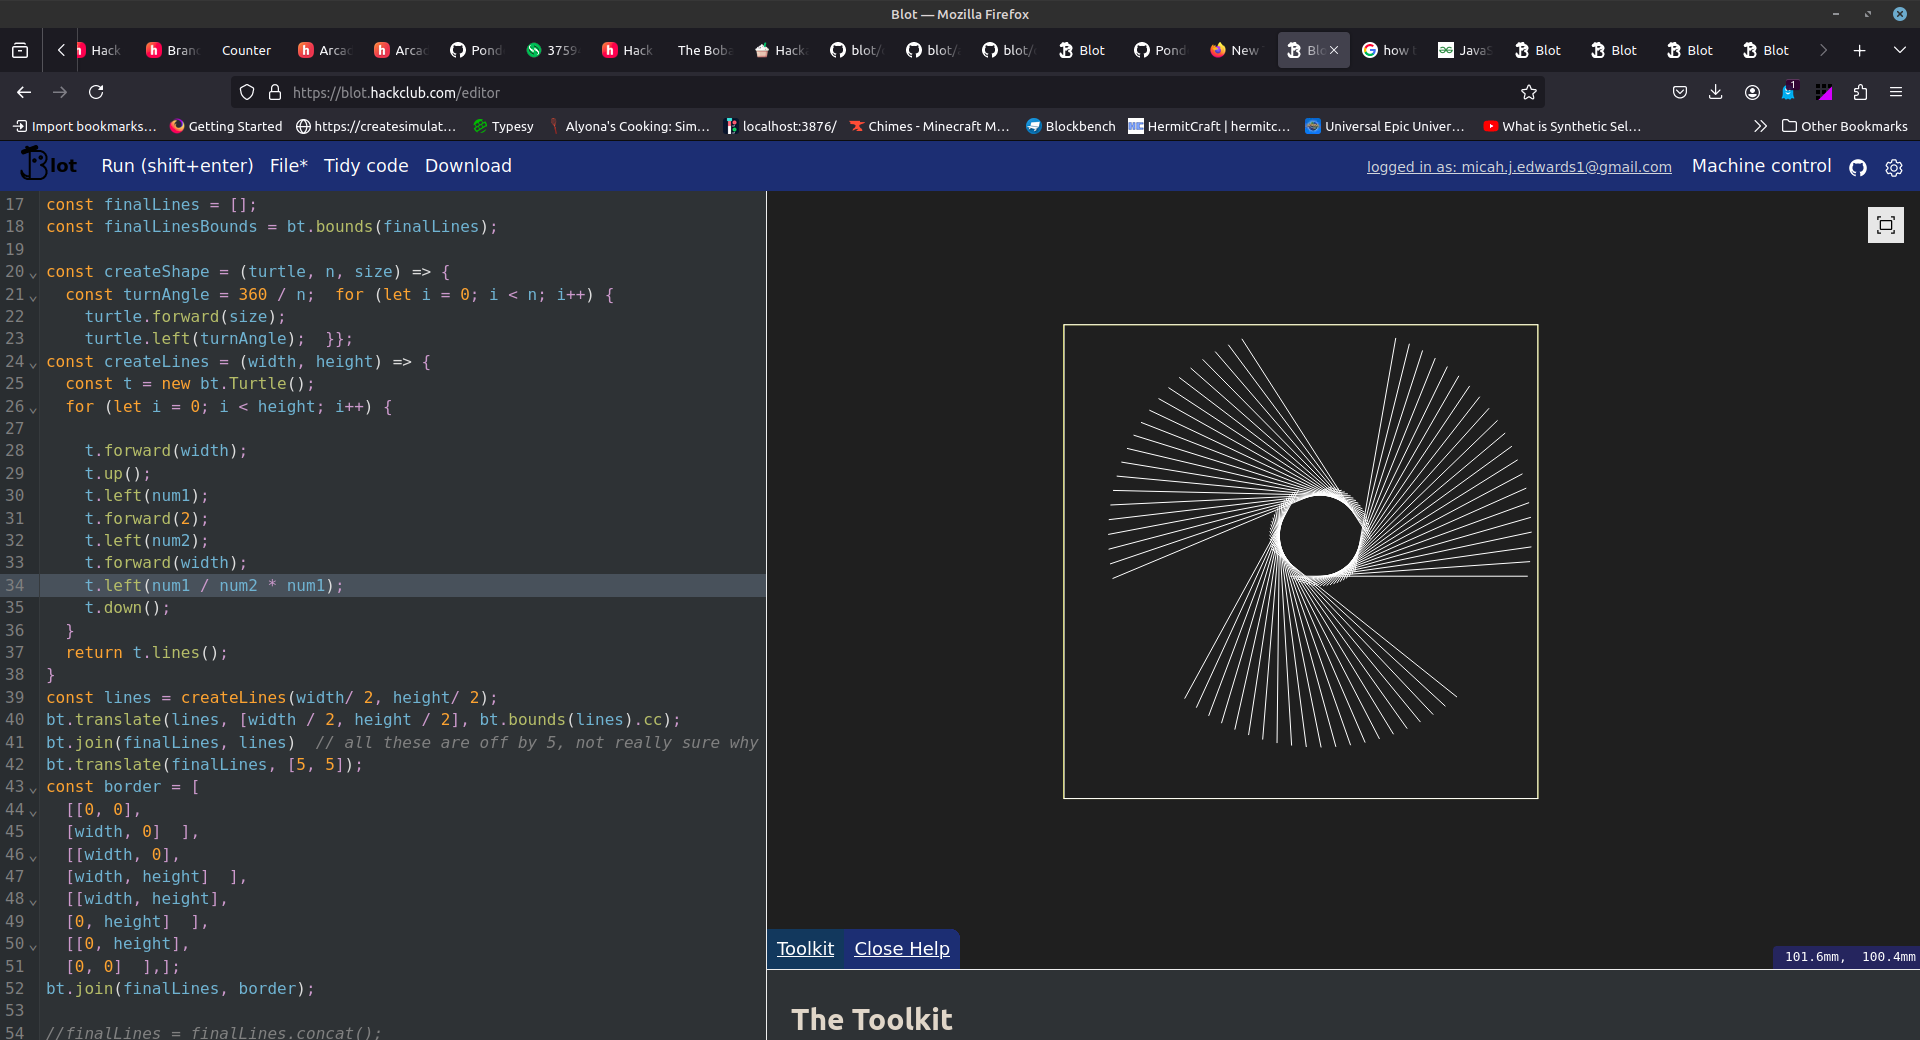 Blot — Mozilla Firefox
Hack Bran Counter Arcad Arcad Pond 3759 Hack The Boba Hack blot/ blot/ blot/ Blot Pond New Blo how t JavaS Blot Blot Blot Blot
https://blot.hackclub.com/editor 1
Import bookmarks... Getting Started https://createsimulat... Typesy Alyona's Cooking: Sim... localhost:3876/ Chimes - Minecraft M... Blockbench HermitCraft | hermitc... Universal Epic Univer... What is Synthetic Sel... Other Bookmarks
Blot Run (shift+enter) File* Tidy code Download logged in as: micah.j.edwards1@gmail.com Machine control
17 const finalLines = [];
18 const finalLinesBounds = bt.bounds(finalLines);
19
20 const createShape = (turtle, n, size) => {
21 const turnAngle = 360 / n;  for (let i = 0; i < n; i++) {
22 turtle.forward(size);
23 turtle.left(turnAngle);  }};
24 const createLines = (width, height) => {
25 const t = new bt.Turtle();
26 for (let i = 0; i < height; i++) {
27
28 t.forward(width);
29 t.up();
30 t.left(num1);
31 t.forward(2);
32 t.left(num2);
33 t.forward(width);
34 t.left(num1 / num2 * num1);
35 t.down();
36 }
37 return t.lines();
38 }
39 const lines = createLines(width/ 2, height/ 2);
40 bt.translate(lines, [width / 2, height / 2], bt.bounds(lines).cc);
41 bt.join(finalLines, lines)  // all these are off by 5, not really sure why
42 bt.translate(finalLines, [5, 5]);
43 const border = [
44 [[0, 0],
45 [width, 0]  ],
46 [[width, 0],
47 [width, height]  ],
48 [[width, height],
49 [0, height]  ],
50 [[0, height],
51 [0, 0]  ],];
52 bt.join(finalLines, border);
53
54 //finalLines = finalLines.concat();
Toolkit Close Help
101.6mm, 100.4mm
The Toolkit